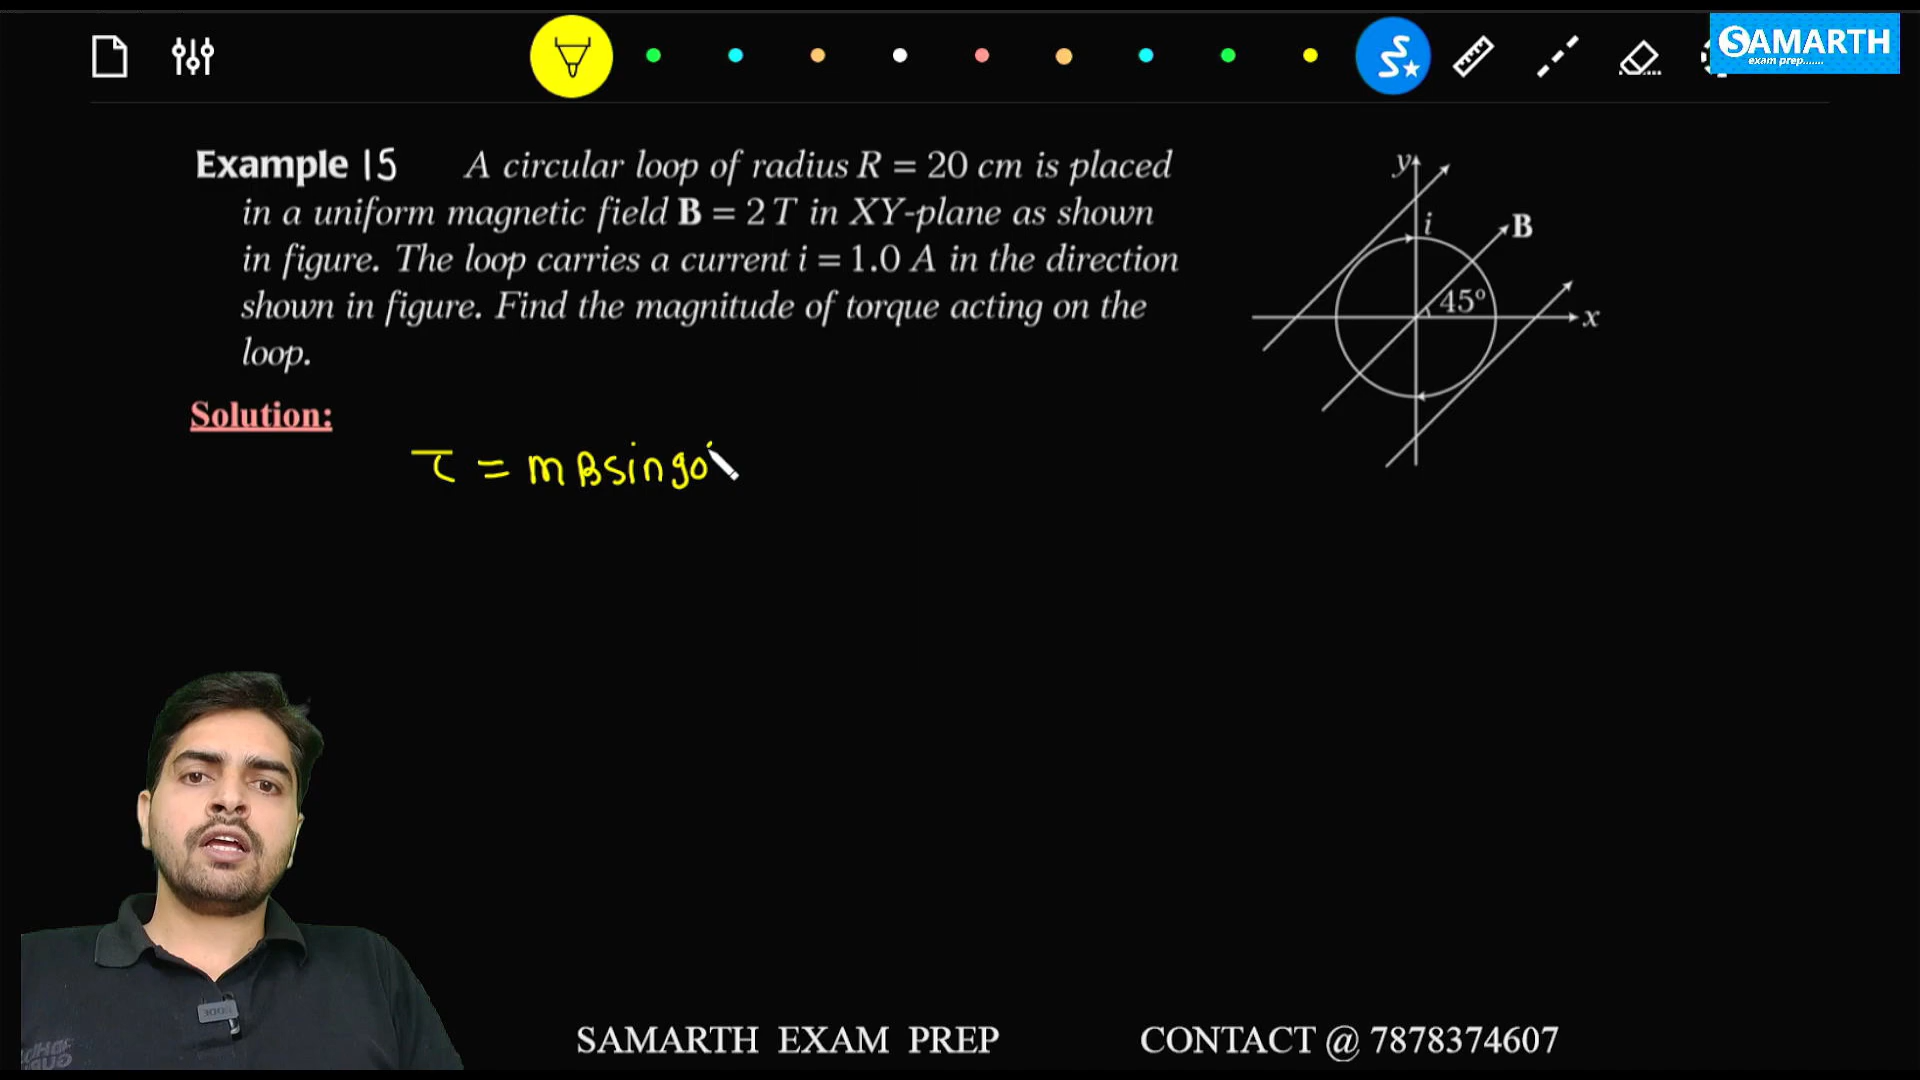 SAMARTH
exam prep......
Example 15 A circular loop of radius R = 20 cm is placed
in a uniform magnetic field B = 2 T in XY-plane as shown
in figure. The loop carries a current i = 1.0 A in the direction
shown in figure. Find the magnitude of torque acting on the
loop.
y
i
B
45°
x
Solution:
τ = mBsin90°
SAMARTH EXAM PREP CONTACT @ 7878374607